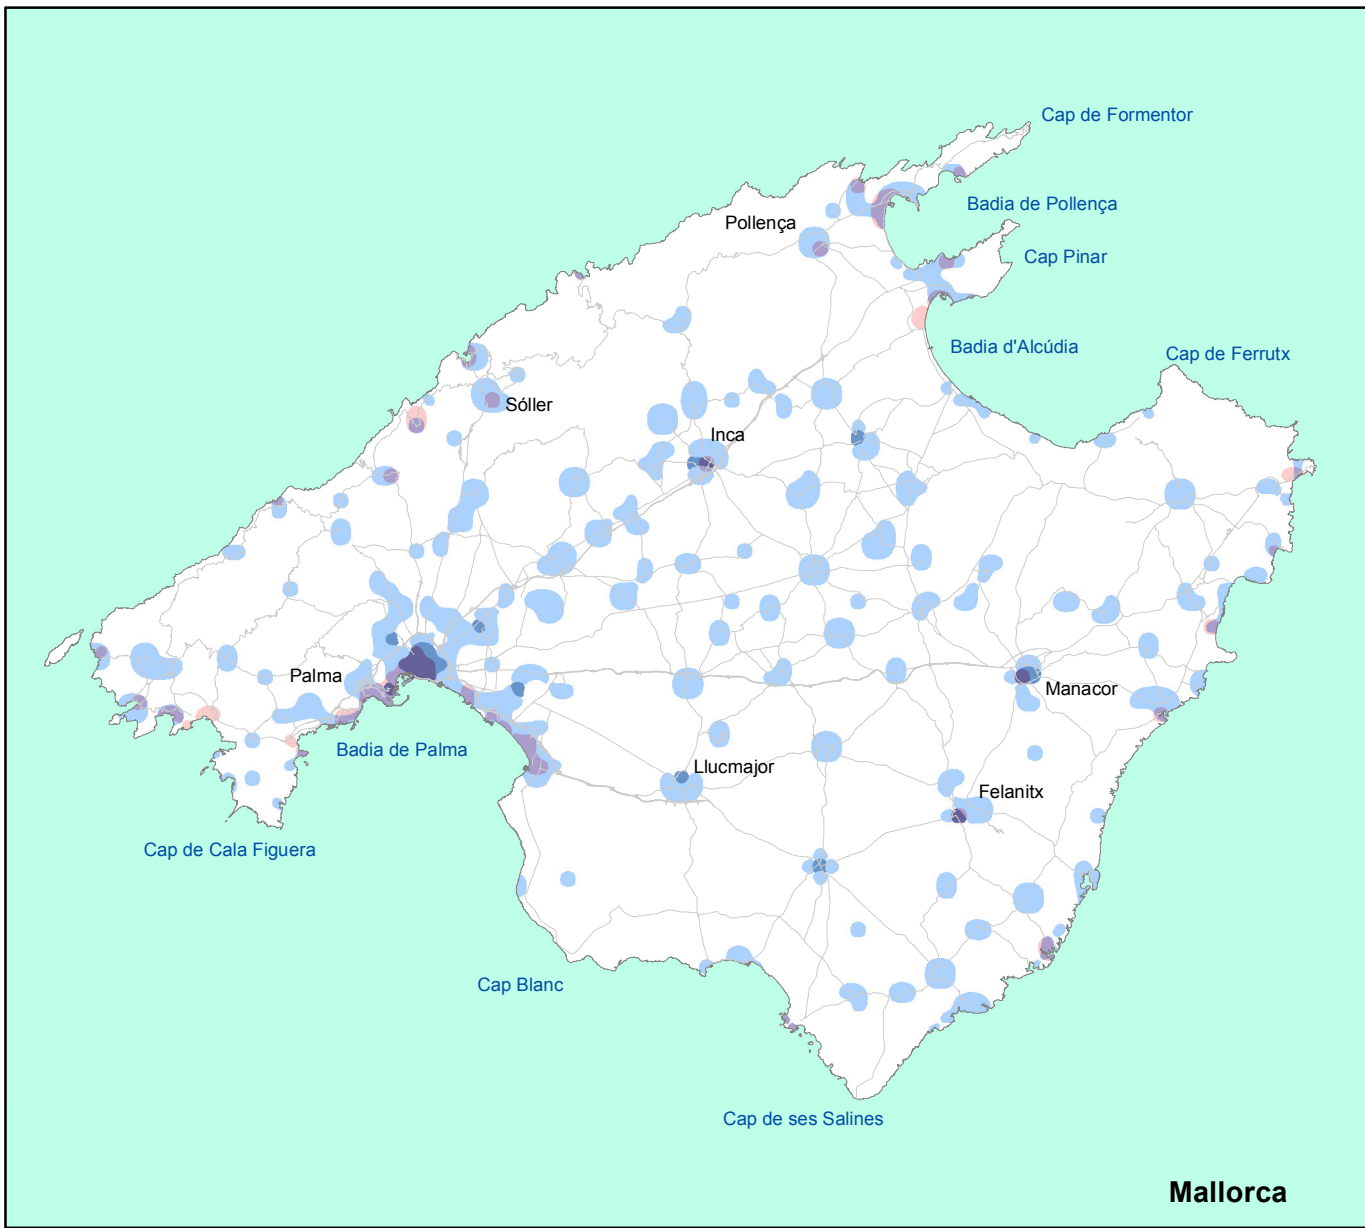 Cap de Formentor
Badia de Pollença
Pollença
Cap Pinar
Badia d'Alcúdia
Cap de Ferrutx
Sóller
Inca
Palma
Manacor
Badia de Palma
Llucmajor
Felanitx
Cap de Cala Figuera
Cap Blanc
Cap de ses Salines
Mallorca